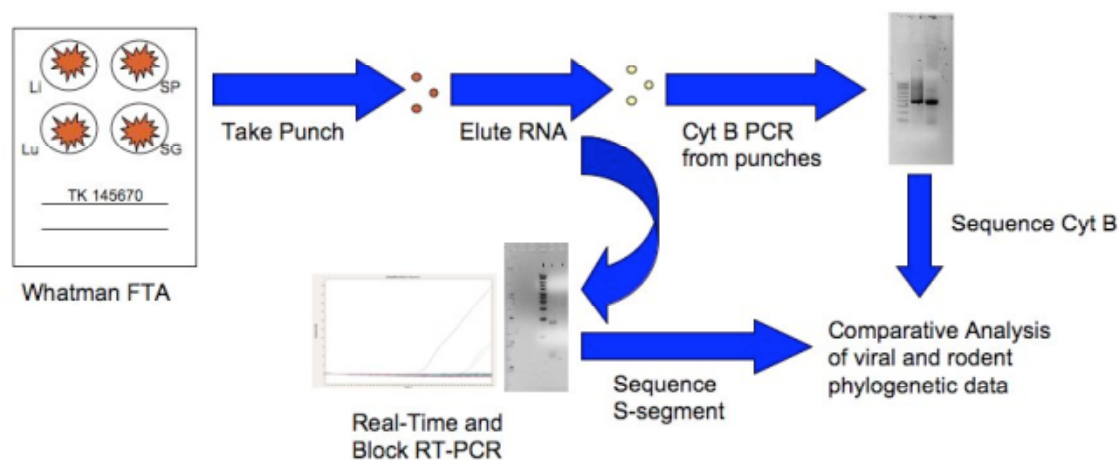 Li
SP
Lu
SG
TK 145670
Whatman FTA
Take Punch
Elute RNA
Cyt B PCR
from punches
Sequence Cyt B
Real-Time and
Block RT-PCR
Sequence
S-segment
Comparative Analysis
of viral and rodent
phylogenetic data